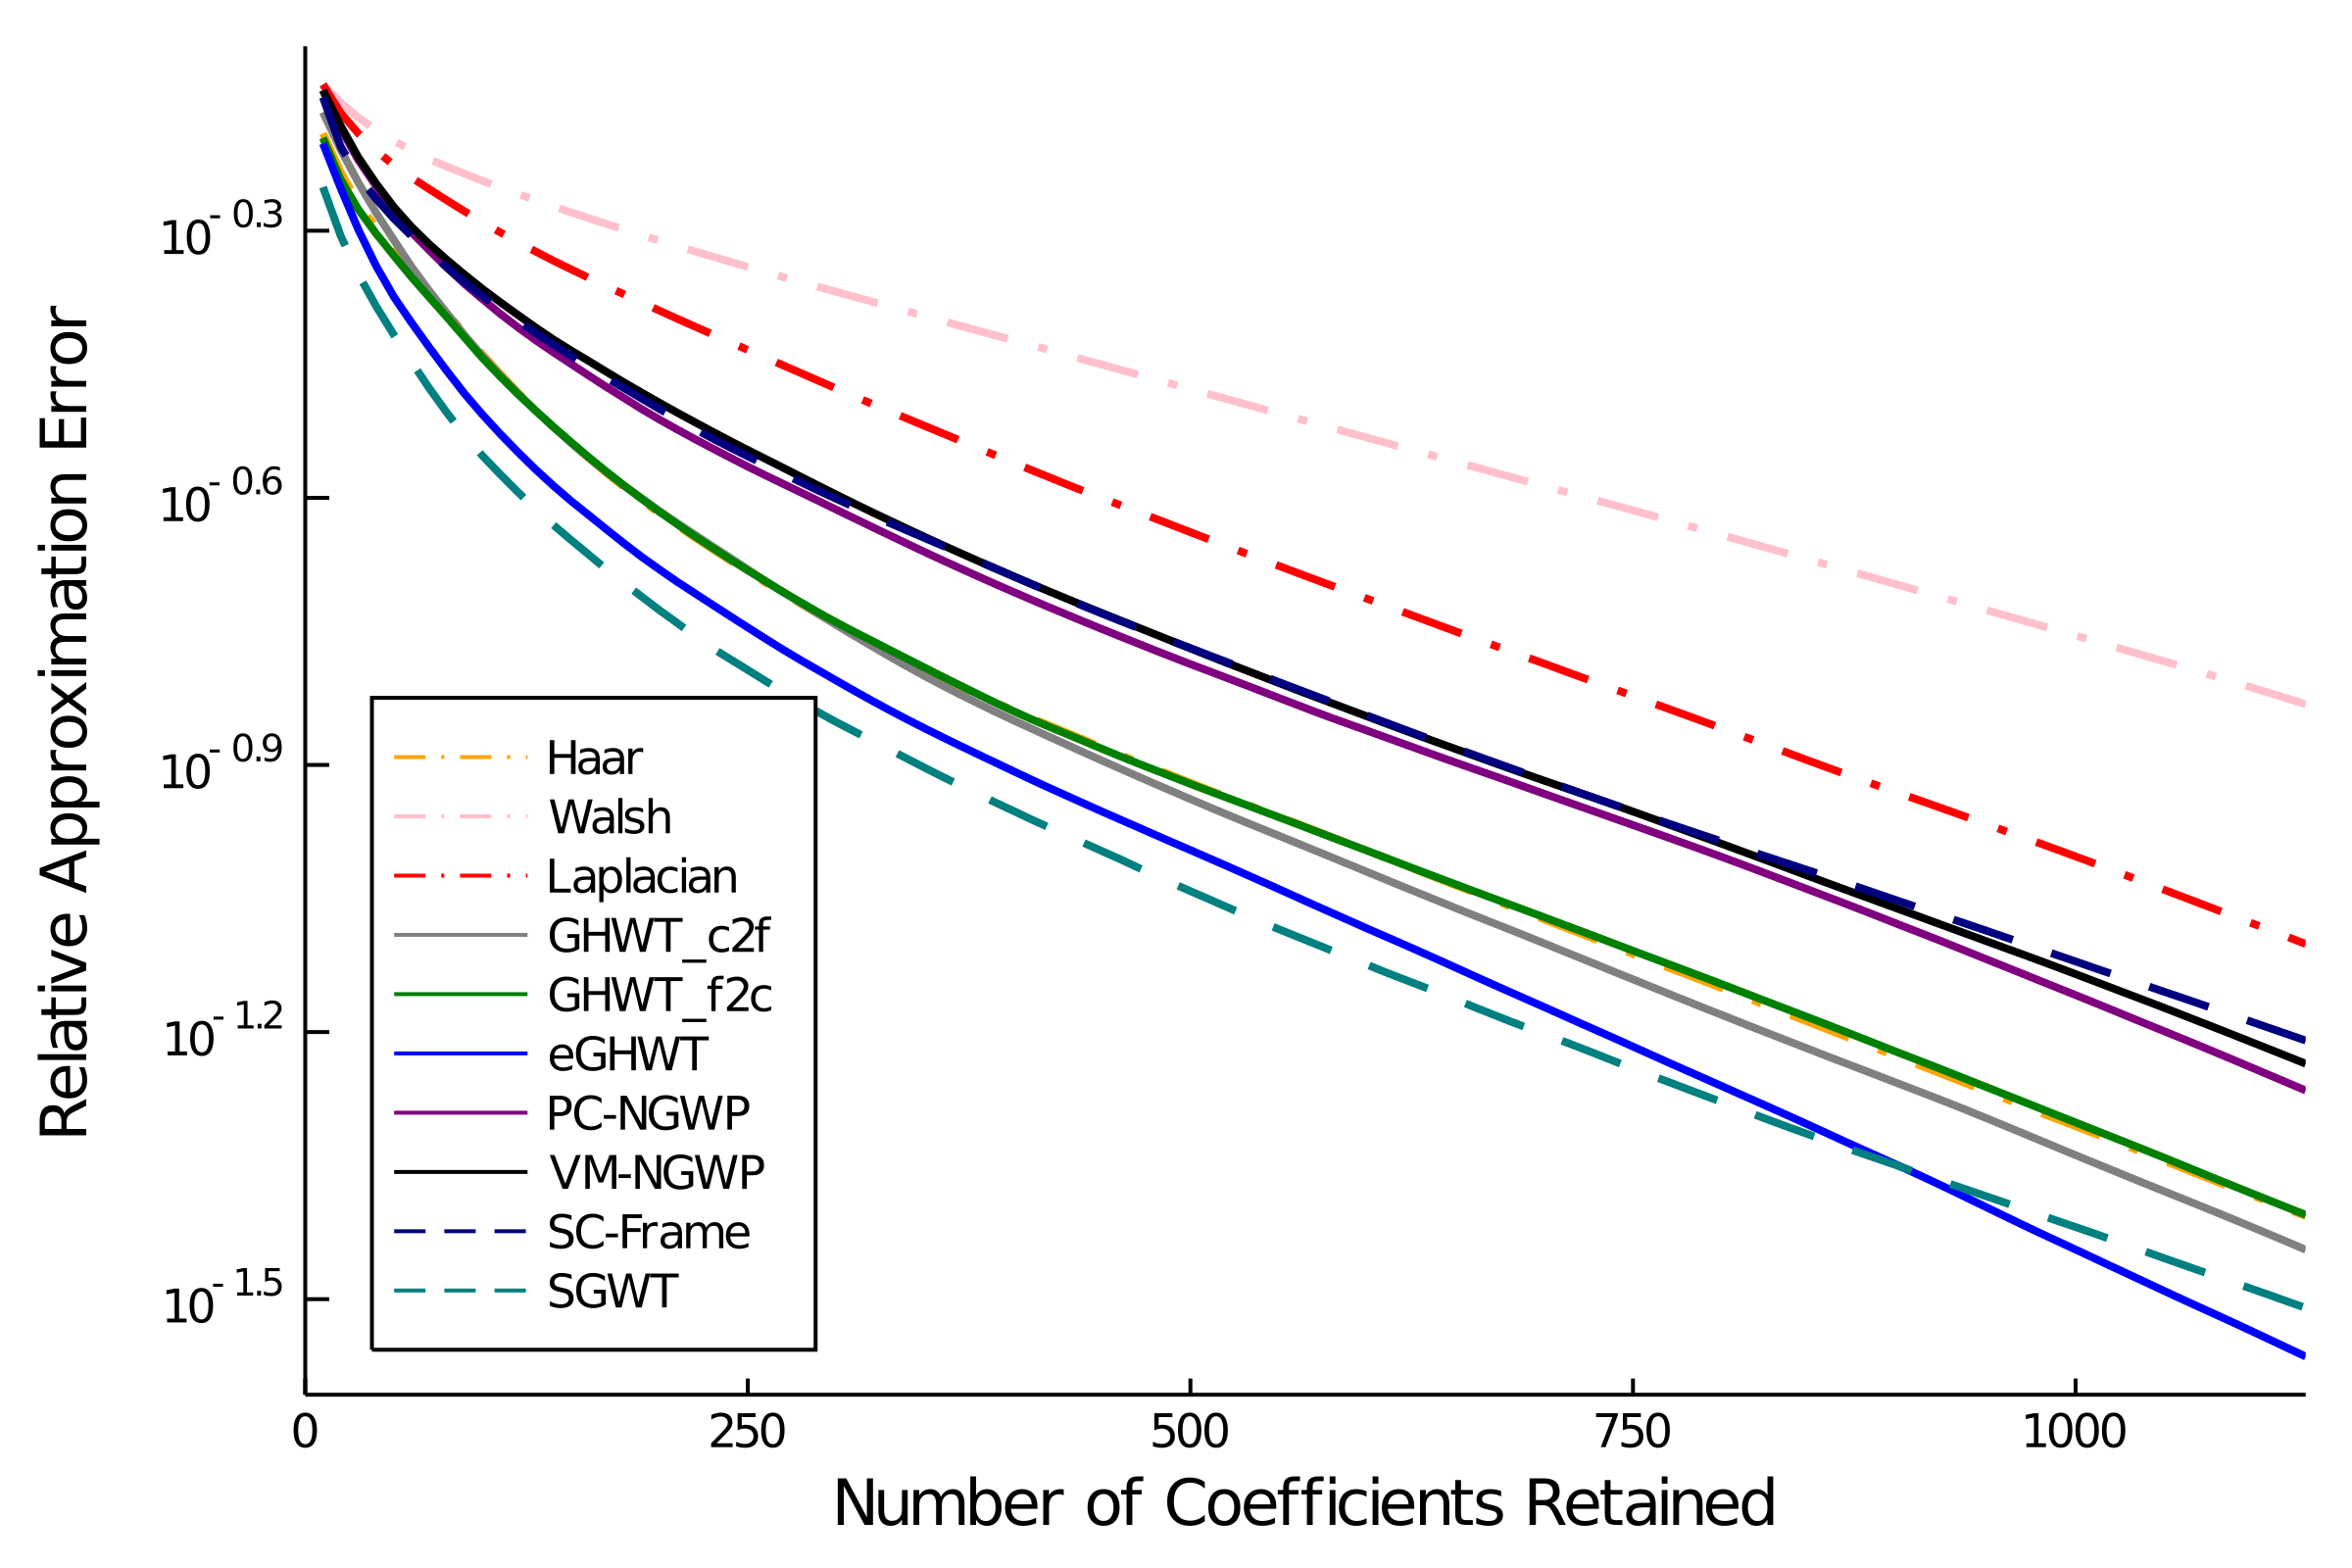 Relative Approximation Error
10^-0.3
10^-0.6
10^-0.9
10^-1.2
10^-1.5
Haar
Walsh
Laplacian
GHWT_c2f
GHWT_f2c
eGHWT
PC-NGWP
VM-NGWP
SC-Frame
SGWT
0 250 500 750 1000
Number of Coefficients Retained